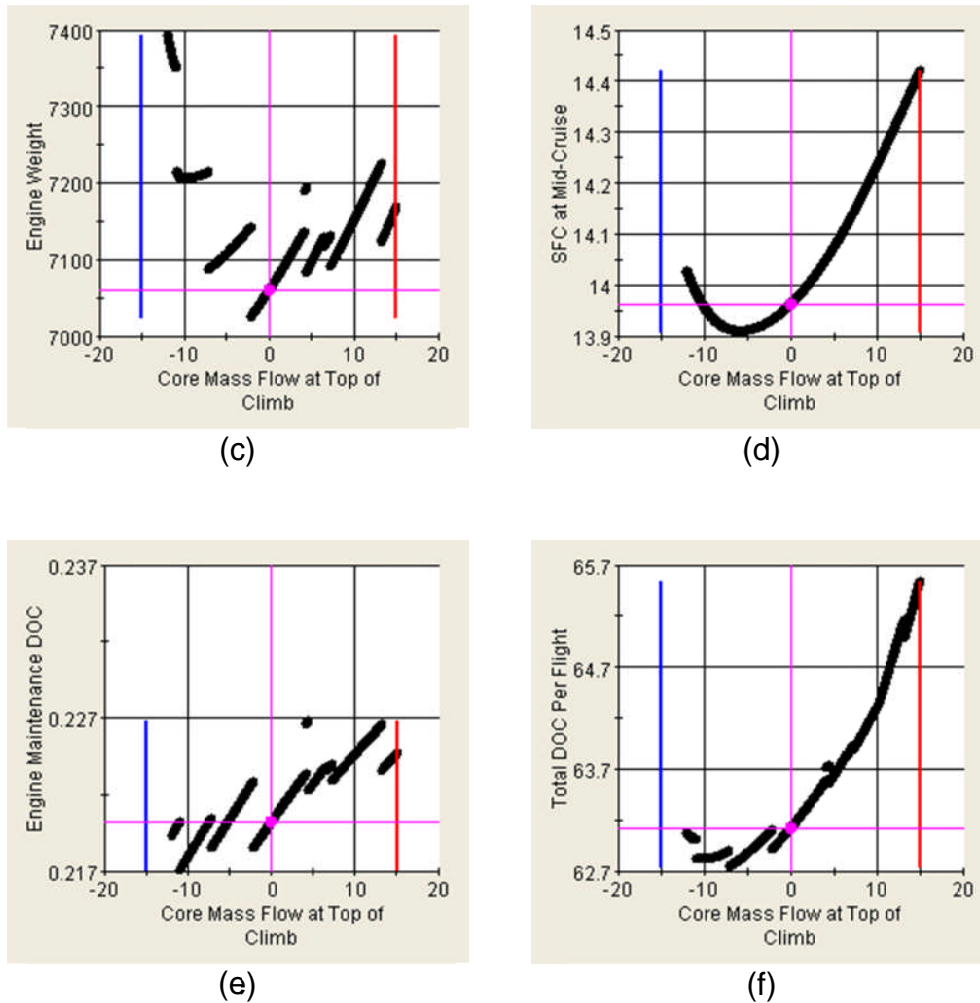 7400
7300
7200
7100
7000
Engine Weight
-20 -10 0 10 20
Core Mass Flow at Top of
Climb
(c)
14.5
14.4
14.3
14.2
14.1
14
13.9
SFC at Mid-Cruise
-20 -10 0 10 20
Core Mass Flow at Top of
Climb
(d)
0.237
0.227
0.217
Engine Maintenance DOC
-20 -10 0 10 20
Core Mass Flow at Top of
Climb
(e)
65.7
64.7
63.7
62.7
Total DOC Per Flight
-20 -10 0 10 20
Core Mass Flow at Top of
Climb
(f)